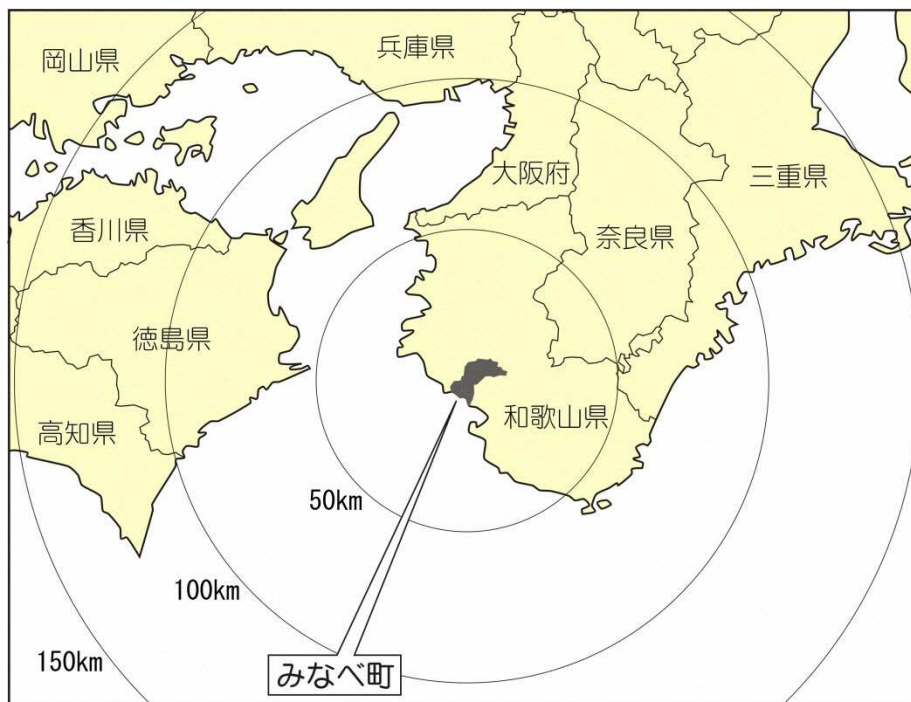 岡山県
兵庫県
大阪府
三重県
香川県
奈良県
徳島県
高知県
和歌山県
50km
100km
150km
みなべ町